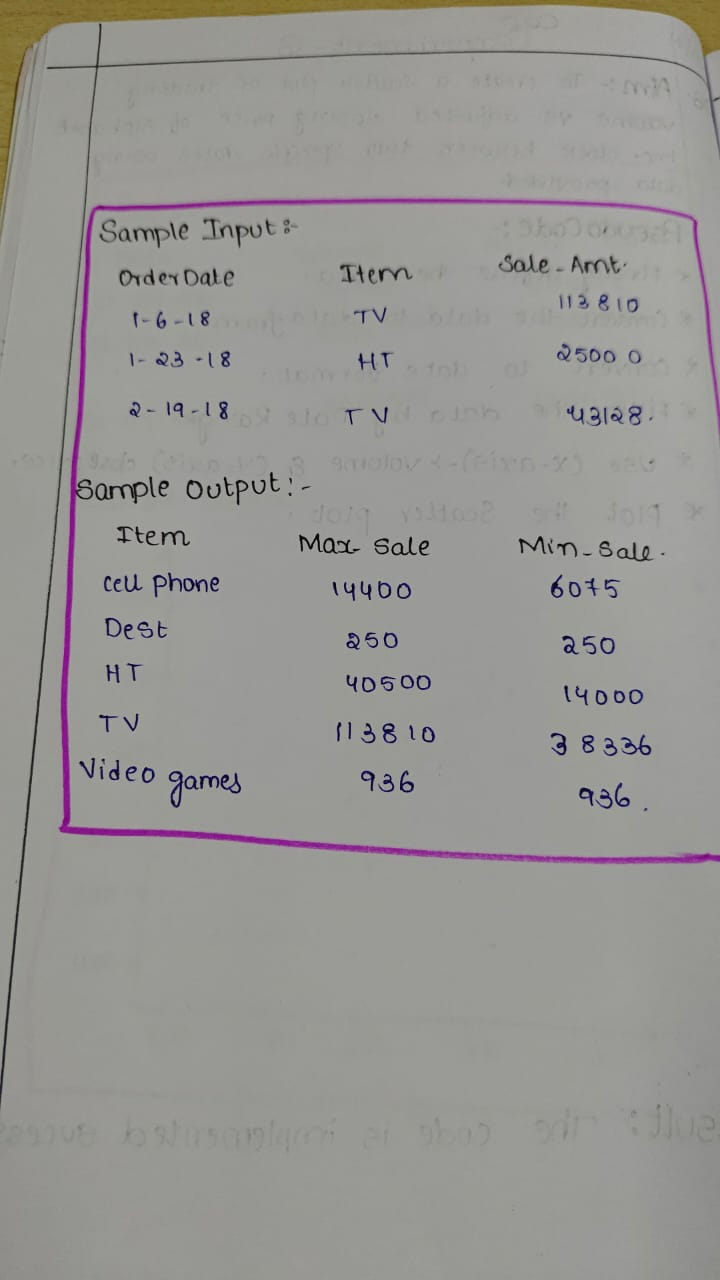 Sample Input :-
Order Date Item Sale-Amt.
1-6-18 TV 113810
1-23-18 HT 25000
2-19-18 TV 43128.
Sample Output :-
Item Max Sale Min-Sale.
cell phone 14400 6075
Dest 250 250
HT 40500 14000
TV 113810 38336
Video games 936 936.